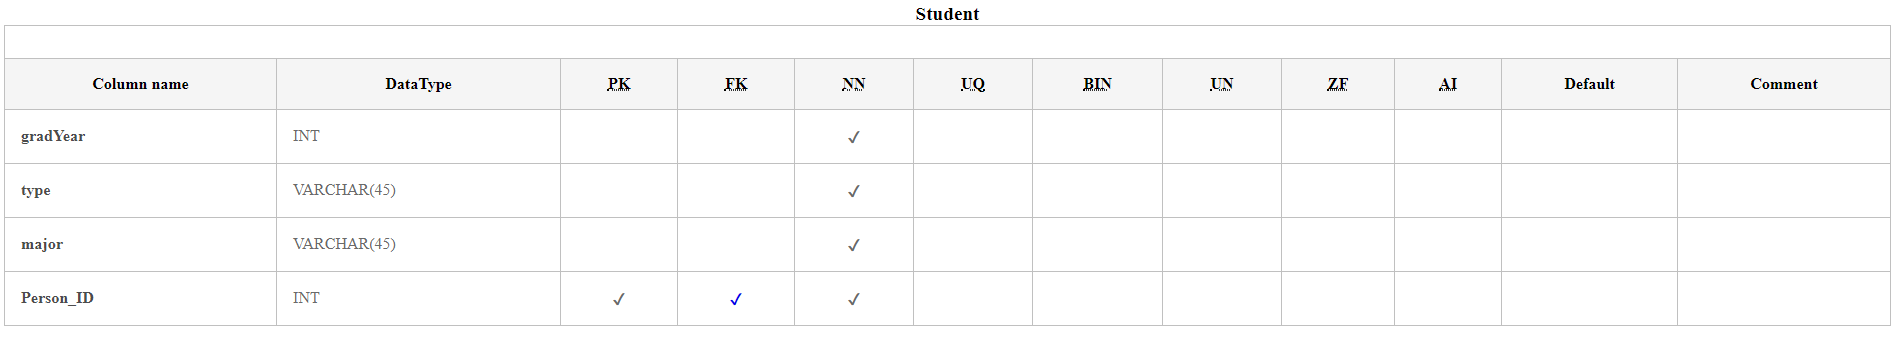 Student
Column name DataType PK FK NN UQ BIN UN ZF AI Default Comment
gradYear INT ✓
type VARCHAR(45) ✓
major VARCHAR(45) ✓
Person_ID INT ✓ ✓ ✓